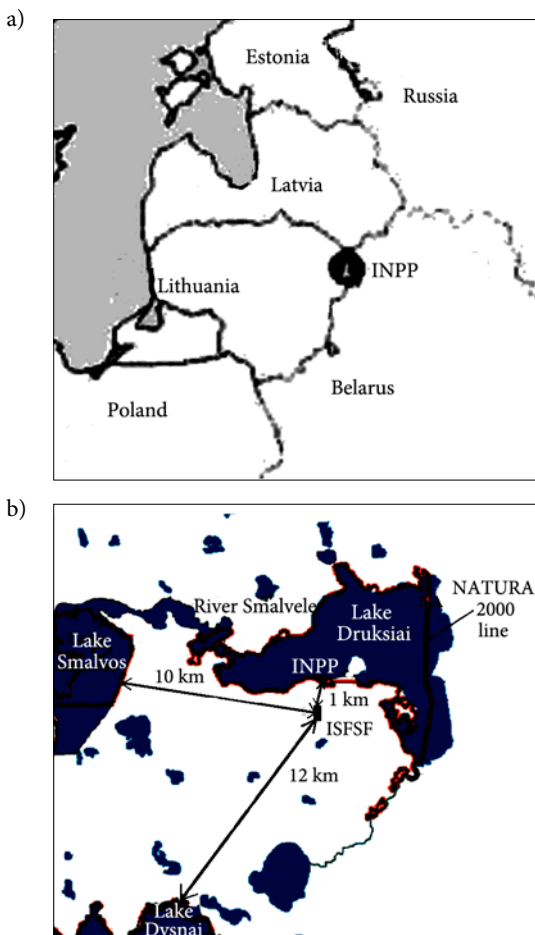 a)
Estonia
Russia
Latvia
INPP
Lithuania
Belarus
Poland
b)
NATURA
2000
line
River Smalvele
Lake
Druksiai
Lake
Smalvos
INPP
10 km
1 km
ISFSF
12 km
Lake
Dysnai